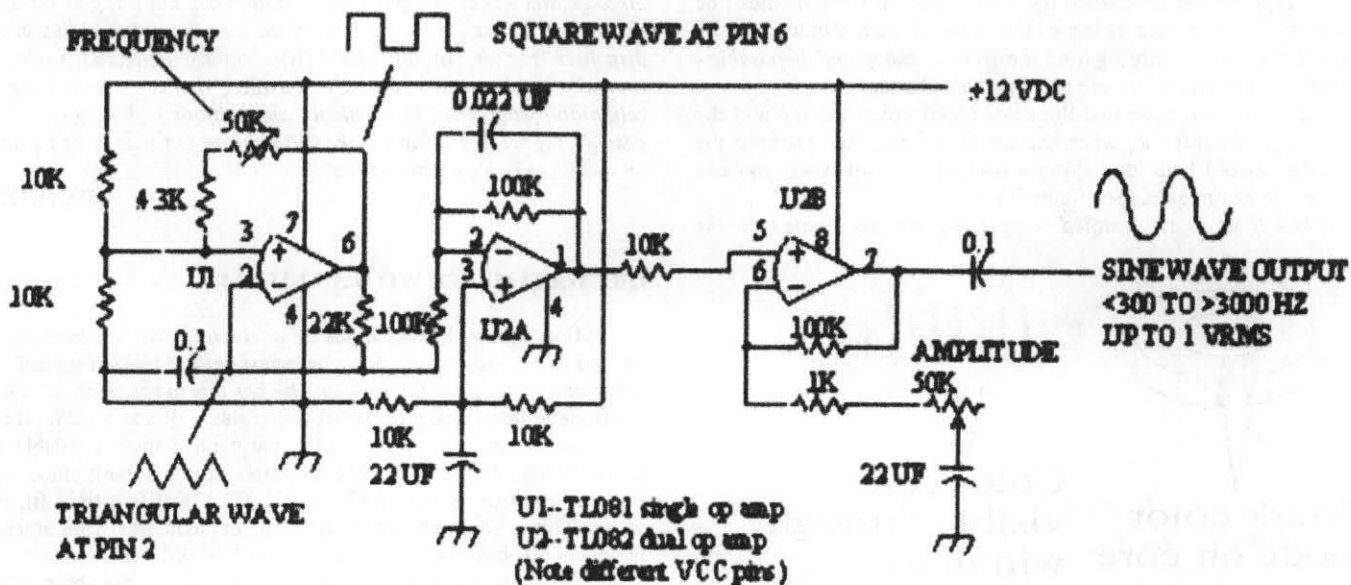 FREQUENCY
SQUAREWAVE AT PIN 6
0.022 UF
+12 VDC
50K
10K
4.3K
100K
3
7
6
2
U1
4
2
3
1
4
U2A
10K
U2B
5
8
6
7
0.1
SINEWAVE OUTPUT
<300 TO >3000 HZ
UP TO 1 VRMS
10K
0.1
22K
100K
100K
AMPLITUDE
1K
50K
10K
10K
22 UF
22 UF
TRIANGULAR WAVE
AT PIN 2
U1--TL081 single op amp
U2--TL082 dual op amp
(Note different VCC pins)